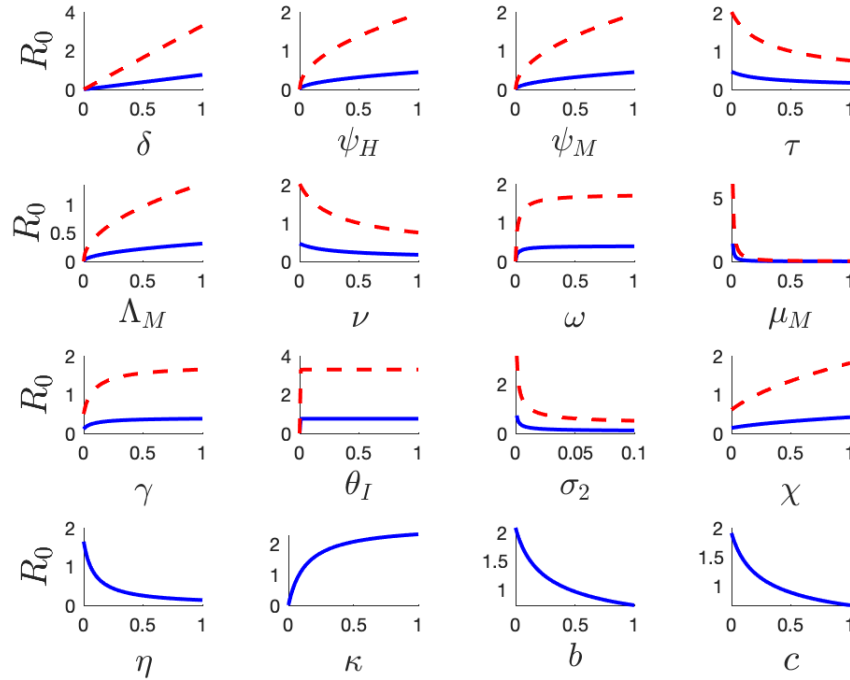 R₀ 4 2 0 0 0.5 1 δ
2 1 0 0 0.5 1 ψ_H
2 1 0 0 0.5 1 ψ_M
2 1 0 0 0.5 1 τ
R₀ 1 0.5 0 0 0.5 1 Λ_M
2 1 0 0 0.5 1 ν
2 1 0 0 0.5 1 ω
5 0 0 0.5 1 μ_M
R₀ 2 1 0 0 0.5 1 γ
4 2 0 0 0.5 1 θ_I
2 0 0 0.05 0.1 σ₂
2 1 0 0 0.5 1 χ
R₀ 2 1 0 0 0.5 1 η
2 1 0 0 0.5 1 κ
2 1.5 1 0 0.5 1 b
2 1.5 1 0 0.5 1 c